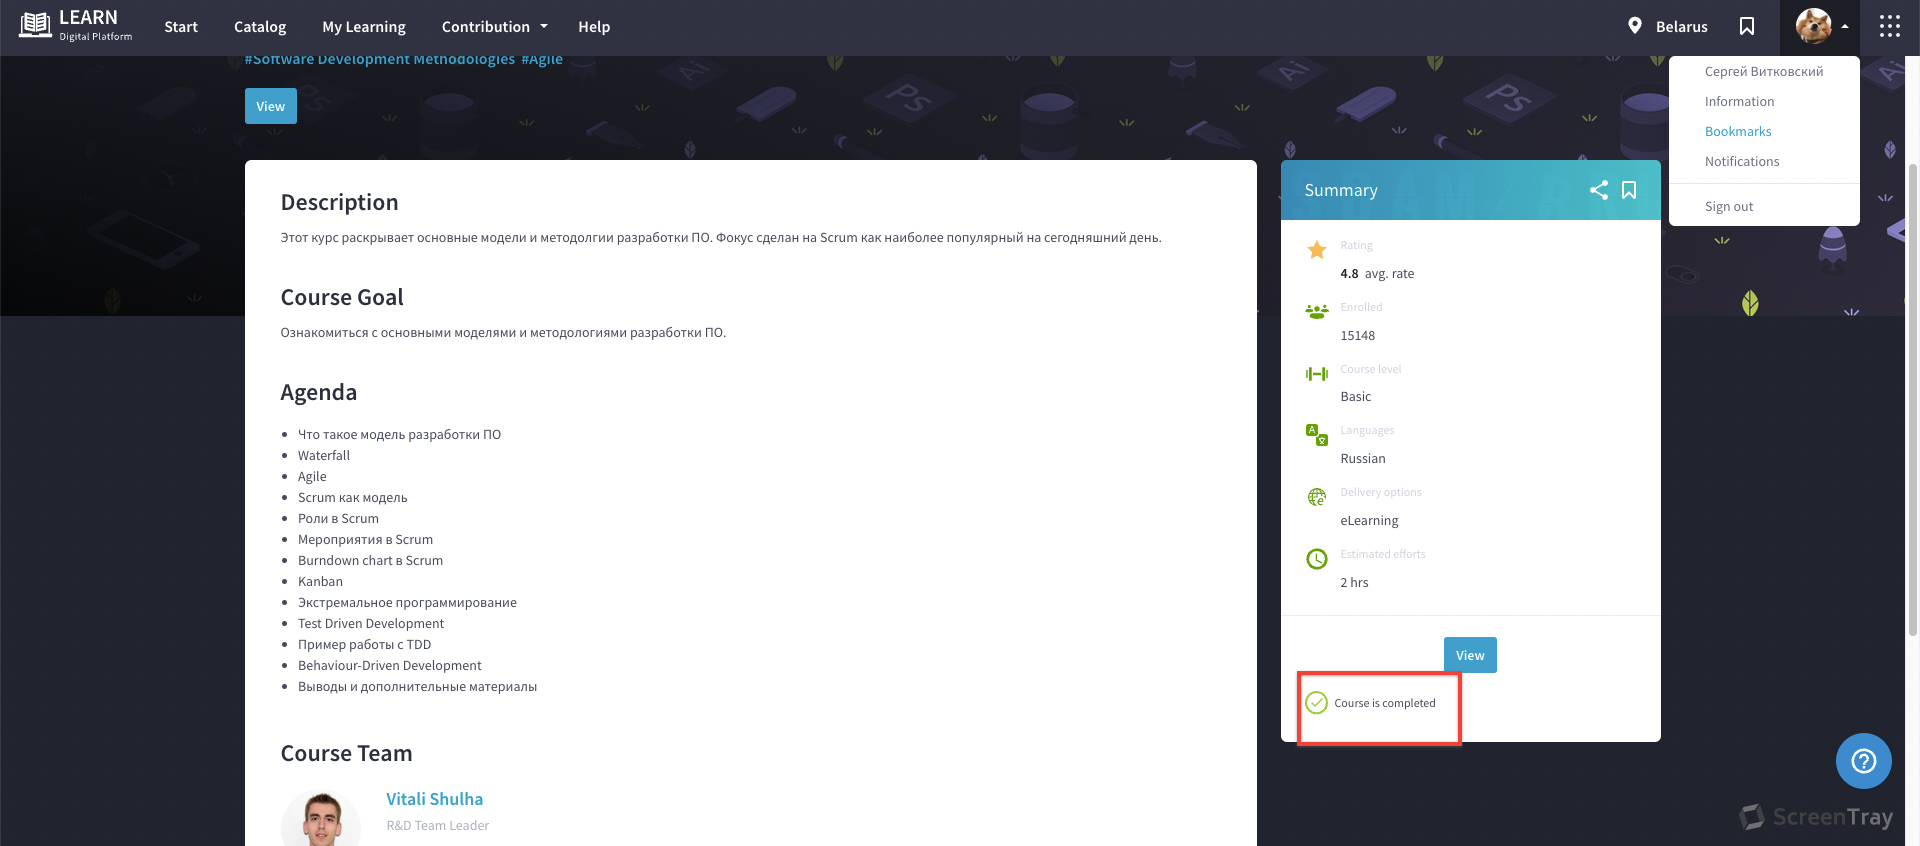 LEARN
Digital Platform
Start
Catalog
My Learning
Contribution
Help
Belarus
#Software Development Methodologies #Agile
View
Сергей Витковский
Information
Bookmarks
Notifications
Sign out
Description
Этот курс раскрывает основные модели и методолгии разработки ПО. Фокус сделан на Scrum как наиболее популярный на сегодняшний день.
Course Goal
Ознакомиться с основными моделями и методологиями разработки ПО.
Agenda
Что такое модель разработки ПО
Waterfall
Agile
Scrum как модель
Роли в Scrum
Мероприятия в Scrum
Burndown chart в Scrum
Kanban
Экстремальное программирование
Test Driven Development
Пример работы с TDD
Behaviour-Driven Development
Выводы и дополнительные материалы
Course Team
Vitali Shulha
R&D Team Leader
Summary
Rating
4.8 avg. rate
Enrolled
15148
Course level
Basic
Languages
Russian
Delivery options
eLearning
Estimated efforts
2 hrs
View
Course is completed
ScreenTray